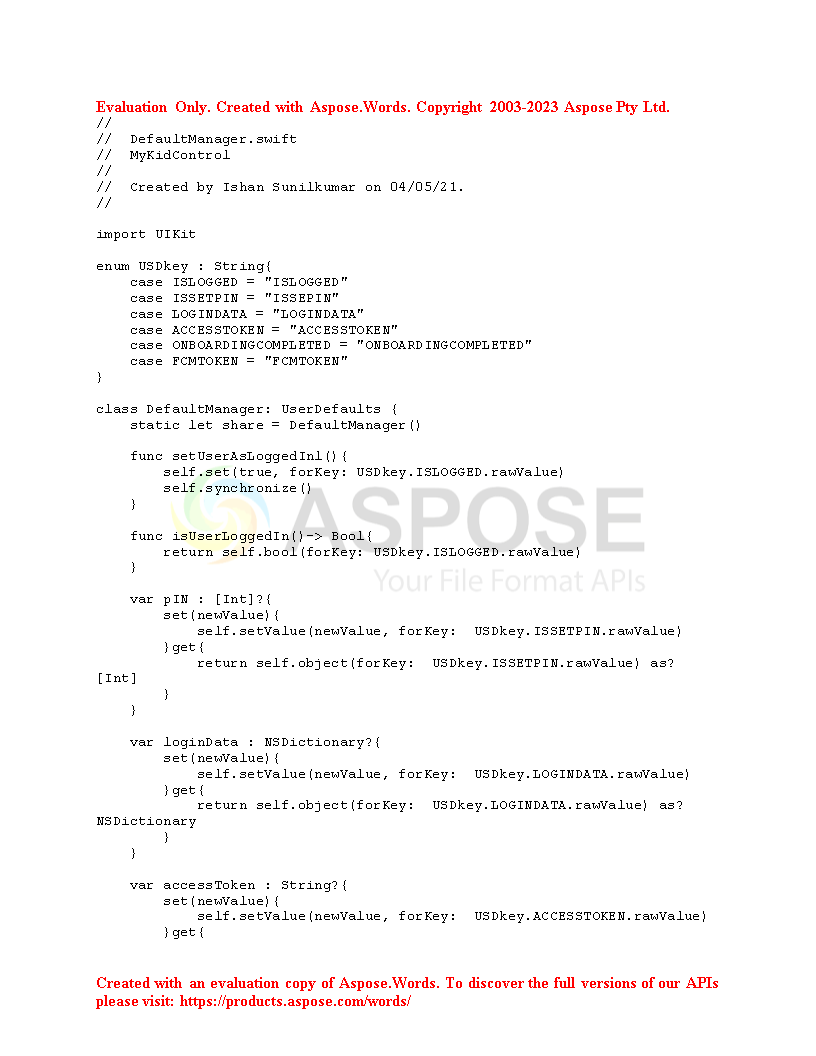 Evaluation Only. Created with Aspose.Words. Copyright 2003-2023 Aspose Pty Ltd.
//
//  DefaultManager.swift
//  MyKidControl
//
//  Created by Ishan Sunilkumar on 04/05/21.
//

import UIKit

enum USDkey : String{
    case ISLOGGED = "ISLOGGED"
    case ISSETPIN = "ISSEPIN"
    case LOGINDATA = "LOGINDATA"
    case ACCESSTOKEN = "ACCESSTOKEN"
    case ONBOARDINGCOMPLETED = "ONBOARDINGCOMPLETED"
    case FCMTOKEN = "FCMTOKEN"
}

class DefaultManager: UserDefaults {
    static let share = DefaultManager()

    func setUserAsLoggedInl(){
        self.set(true, forKey: USDkey.ISLOGGED.rawValue)
        self.synchronize()
    }

    func isUserLoggedIn()-> Bool{
        return self.bool(forKey: USDkey.ISLOGGED.rawValue)
    }

ASPOSE
Your File Format APIs

    var pIN : [Int]?{
        set(newValue){
            self.setValue(newValue, forKey:  USDkey.ISSETPIN.rawValue)
        }get{
            return self.object(forKey:  USDkey.ISSETPIN.rawValue) as?
[Int]
        }
    }

    var loginData : NSDictionary?{
        set(newValue){
            self.setValue(newValue, forKey:  USDkey.LOGINDATA.rawValue)
        }get{
            return self.object(forKey:  USDkey.LOGINDATA.rawValue) as?
NSDictionary
        }
    }

    var accessToken : String?{
        set(newValue){
            self.setValue(newValue, forKey:  USDkey.ACCESSTOKEN.rawValue)
        }get{

Created with an evaluation copy of Aspose.Words. To discover the full versions of our APIs
please visit: https://products.aspose.com/words/